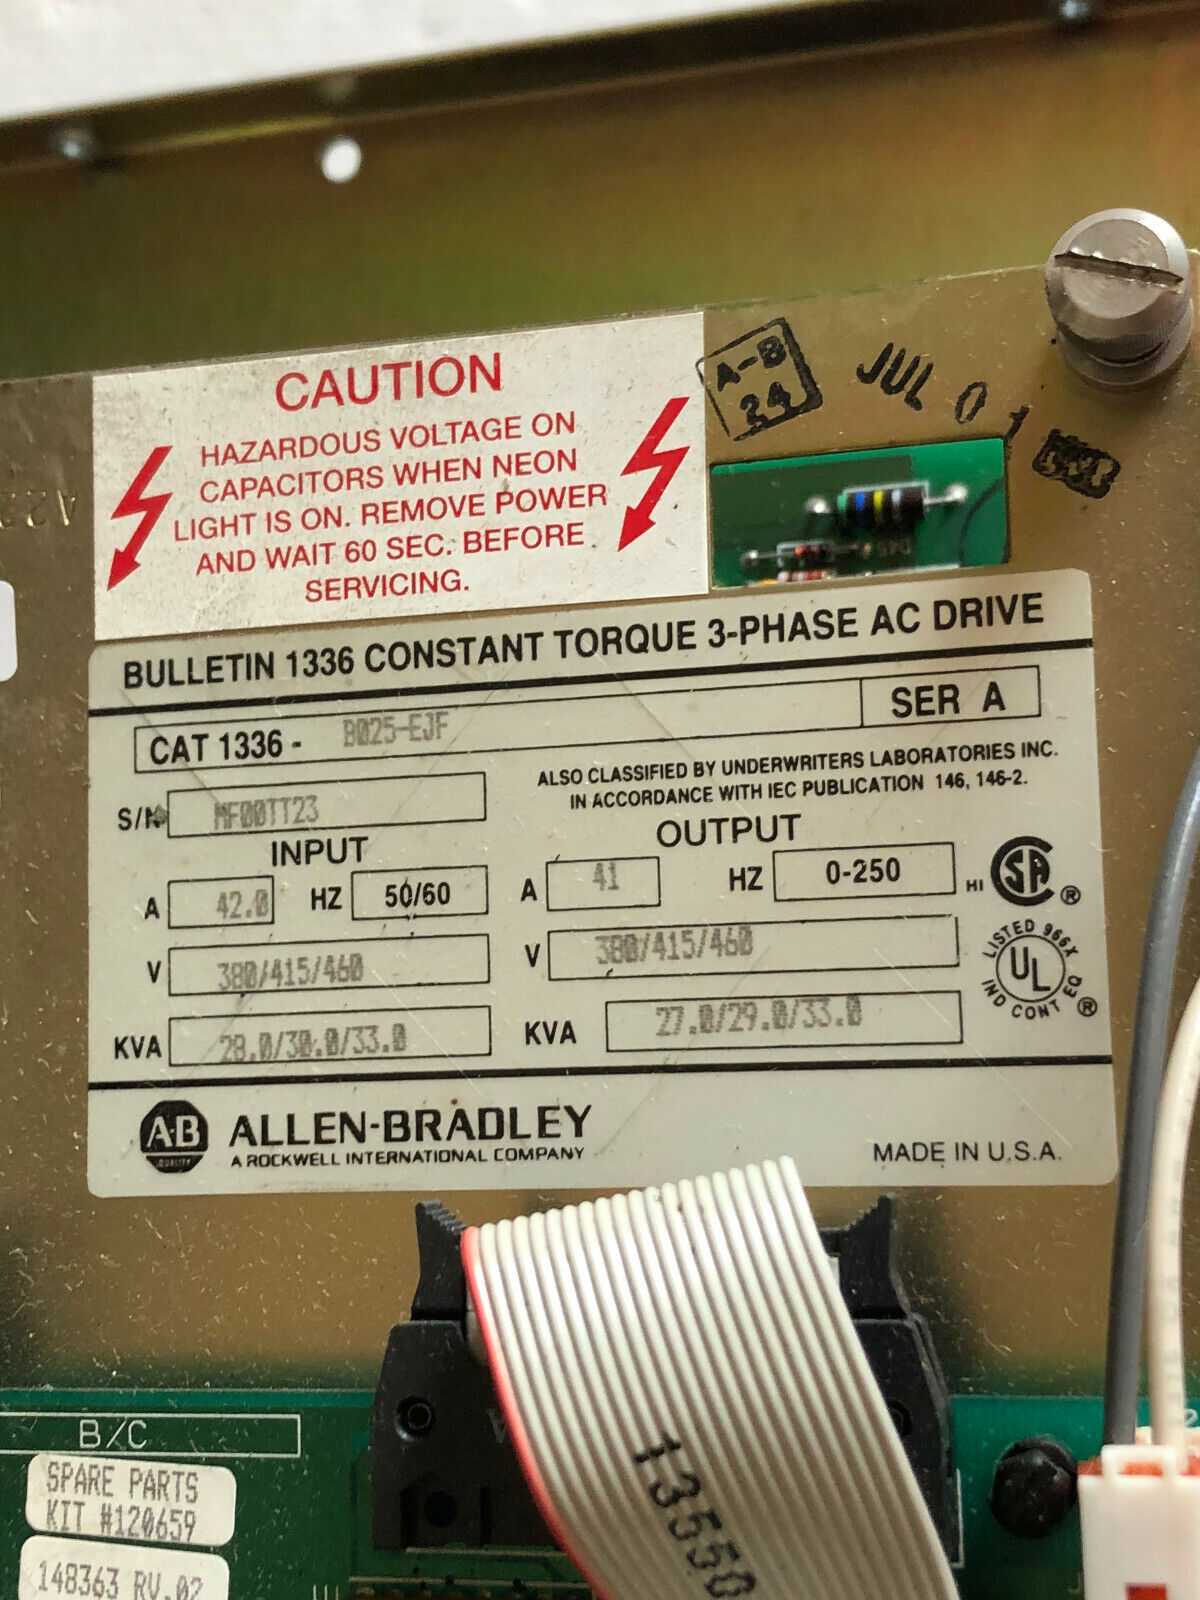 A-B
24
JUL 01
CAUTION
HAZARDOUS VOLTAGE ON
CAPACITORS WHEN NEON
LIGHT IS ON. REMOVE POWER
AND WAIT 60 SEC. BEFORE
SERVICING.
BULLETIN 1336 CONSTANT TORQUE 3-PHASE AC DRIVE
CAT 1336 - B025-EJF SER A
ALSO CLASSIFIED BY UNDERWRITERS LABORATORIES INC.
IN ACCORDANCE WITH IEC PUBLICATION 146, 146-2.
S/N MF00TT23
INPUT OUTPUT
A 42.0 HZ 50/60 A 41 HZ 0-250
HI SA ®
V 380/415/460 V 380/415/460
LISTED 966X
UL
IND CONT EQ ®
KVA 28.0/30.0/33.0 KVA 27.0/29.0/33.0
A-B
QUALITY
ALLEN-BRADLEY
A ROCKWELL INTERNATIONAL COMPANY
MADE IN U.S.A.
B/C
SPARE PARTS
KIT #120659
148363 RV.02
13550